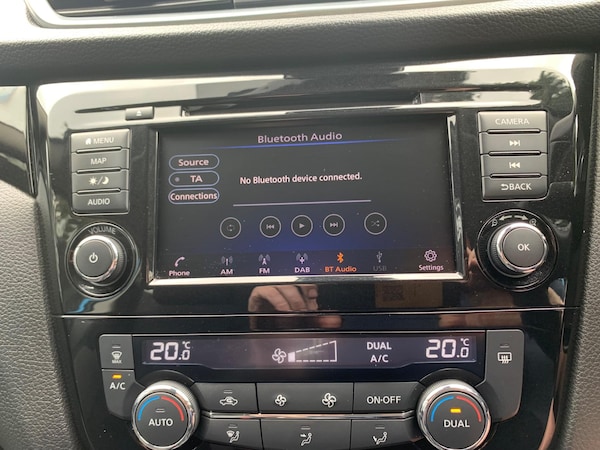 Bluetooth Audio
CAMERA
MENU
Source
MAP
TA
No Bluetooth device connected.
Connections
BACK
AUDIO
VOLUME
OK
Phone
AM
FM
DAB
BT Audio
USB
Settings
20.0 °C
DUAL
A/C
20.0 °C
MAX
A/C
ON·OFF
AUTO
DUAL